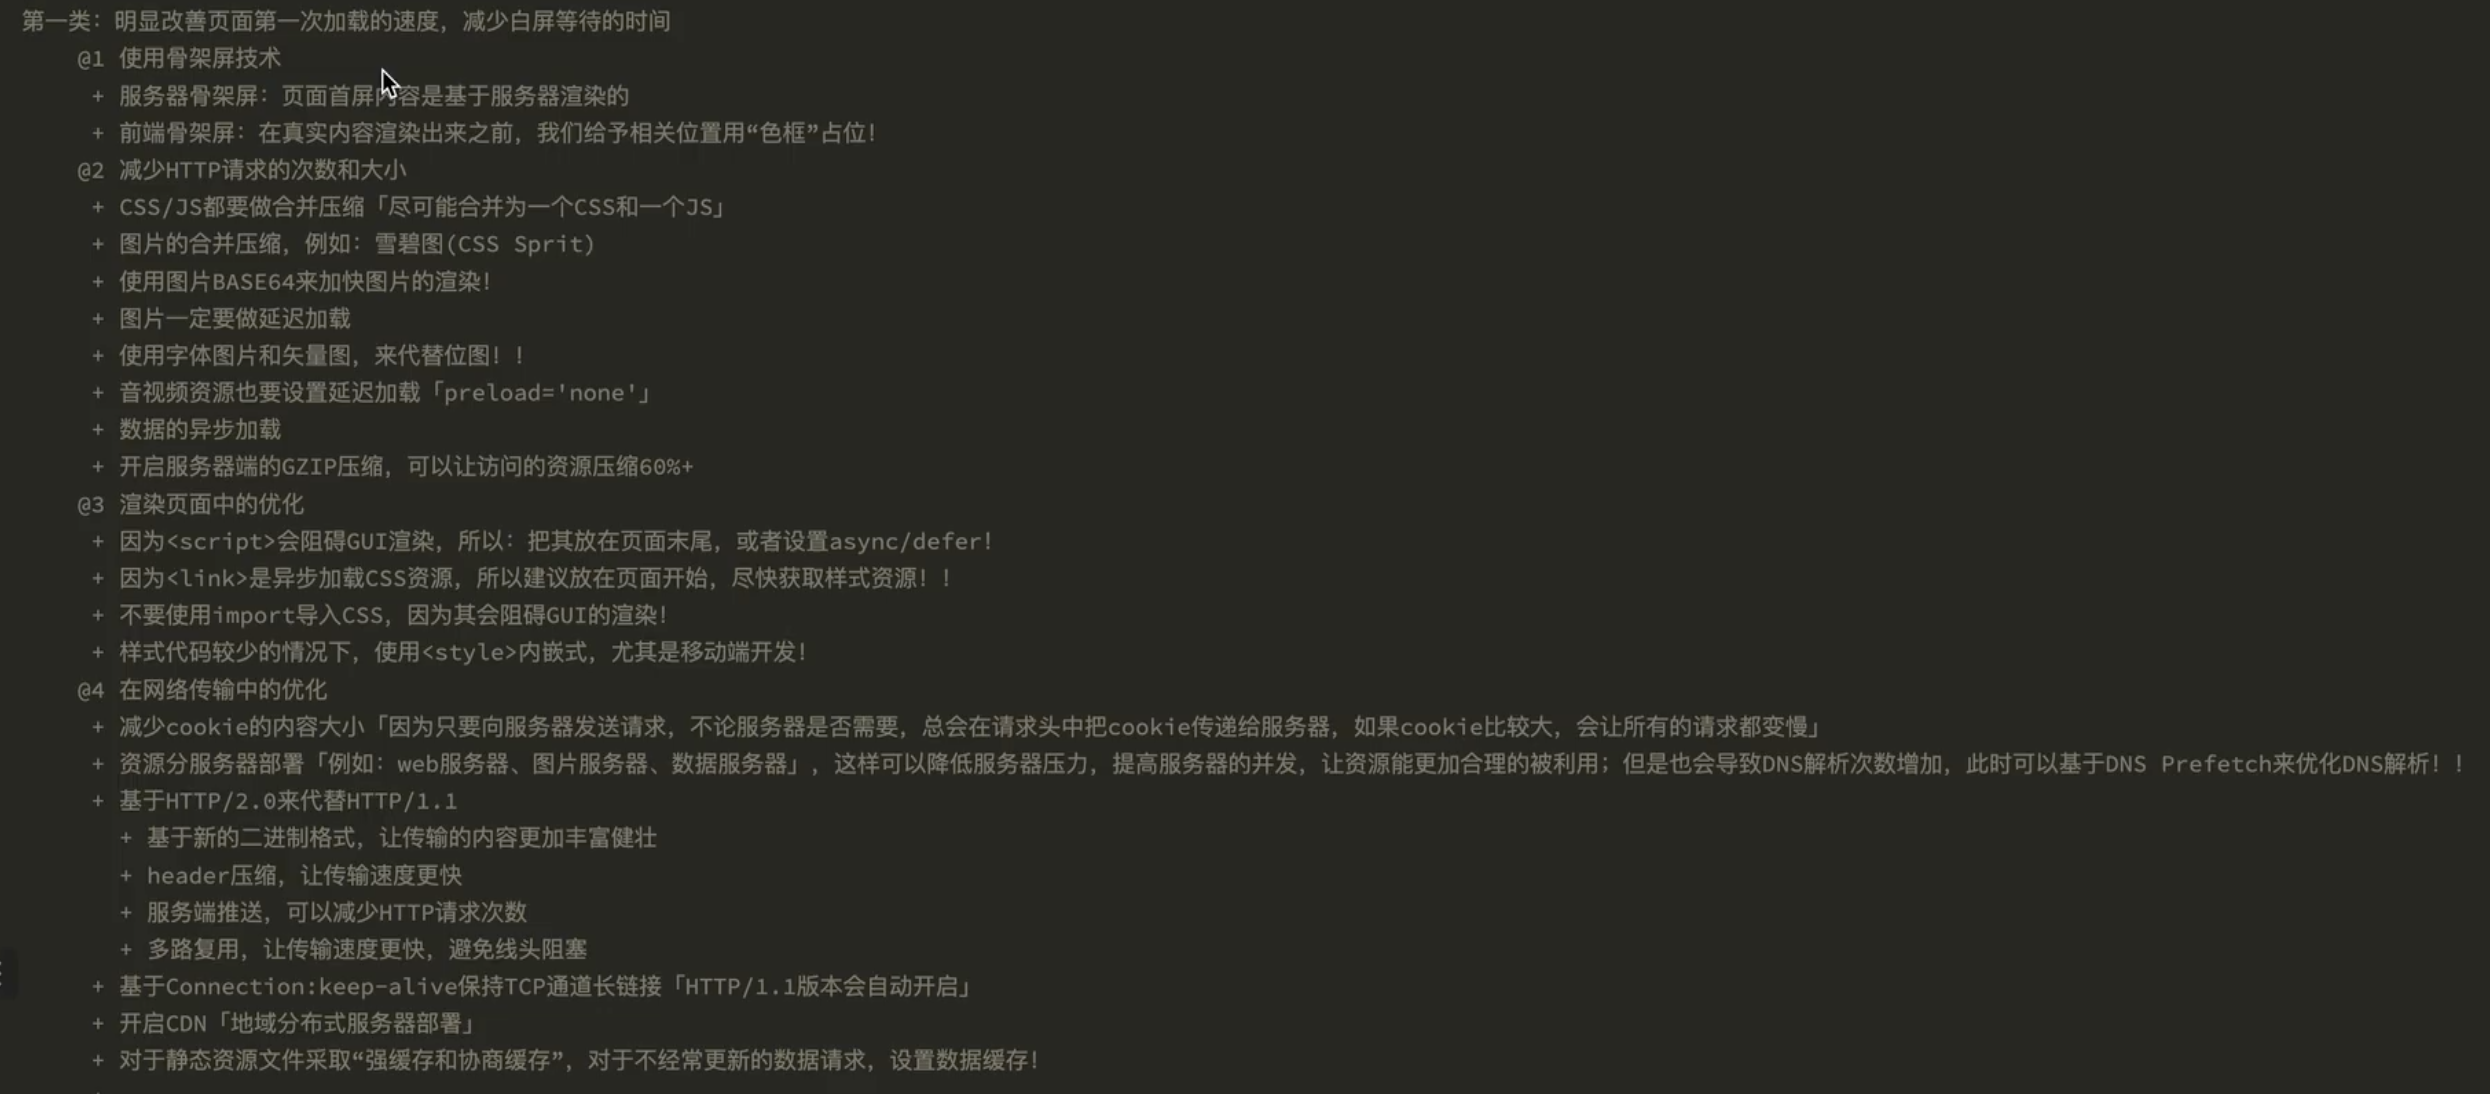 第一类：明显改善页面第一次加载的速度，减少白屏等待的时间
@1 使用骨架屏技术
+ 服务器骨架屏：页面首屏内容是基于服务器渲染的
+ 前端骨架屏：在真实内容渲染出来之前，我们给予相关位置用“色框”占位！
@2 减少HTTP请求的次数和大小
+ CSS/JS都要做合并压缩「尽可能合并为一个CSS和一个JS」
+ 图片的合并压缩，例如：雪碧图(CSS Sprit)
+ 使用图片BASE64来加快图片的渲染！
+ 图片一定要做延迟加载
+ 使用字体图片和矢量图，来代替位图！！
+ 音视频资源也要设置延迟加载「preload='none'」
+ 数据的异步加载
+ 开启服务器端的GZIP压缩，可以让访问的资源压缩60%+
@3 渲染页面中的优化
+ 因为<script>会阻碍GUI渲染，所以：把其放在页面末尾，或者设置async/defer！
+ 因为<link>是异步加载CSS资源，所以建议放在页面开始，尽快获取样式资源！！
+ 不要使用import导入CSS，因为其会阻碍GUI的渲染！
+ 样式代码较少的情况下，使用<style>内嵌式，尤其是移动端开发！
@4 在网络传输中的优化
+ 减少cookie的内容大小「因为只要向服务器发送请求，不论服务器是否需要，总会在请求头中把cookie传递给服务器，如果cookie比较大，会让所有的请求都变慢」
+ 资源分服务器部署「例如：web服务器、图片服务器、数据服务器」，这样可以降低服务器压力，提高服务器的并发，让资源能更加合理的被利用；但是也会导致DNS解析次数增加，此时可以基于DNS Prefetch来优化DNS解析！！
+ 基于HTTP/2.0来代替HTTP/1.1
+ 基于新的二进制格式，让传输的内容更加丰富健壮
+ header压缩，让传输速度更快
+ 服务端推送，可以减少HTTP请求次数
+ 多路复用，让传输速度更快，避免线头阻塞
+ 基于Connection:keep-alive保持TCP通道长链接「HTTP/1.1版本会自动开启」
+ 开启CDN「地域分布式服务器部署」
+ 对于静态资源文件采取“强缓存和协商缓存”，对于不经常更新的数据请求，设置数据缓存！